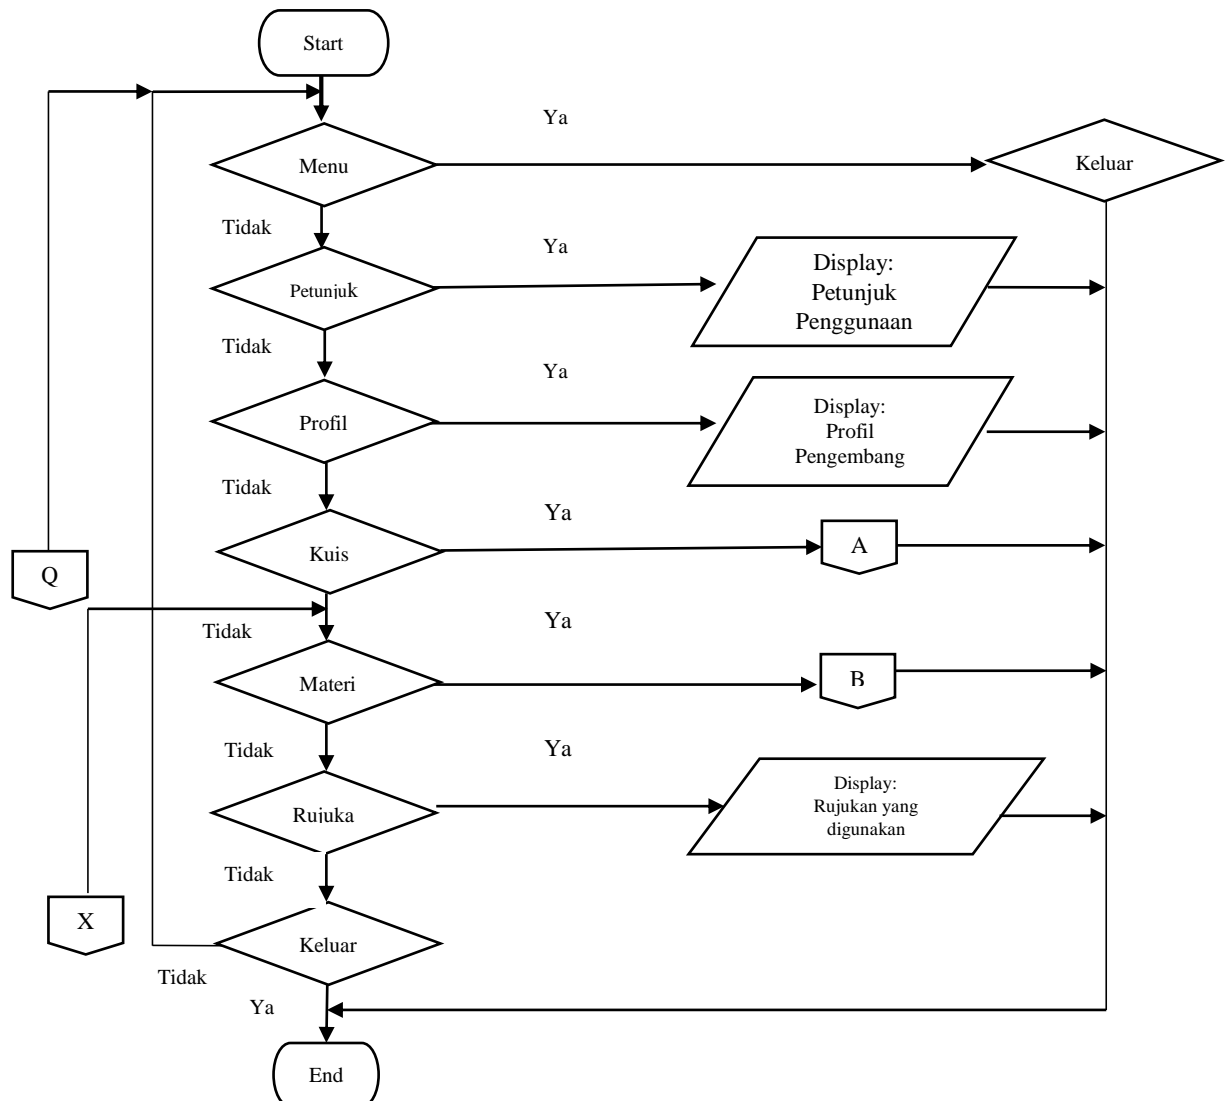 Start
Ya
Menu
Keluar
Tidak
Ya
Display:
Petunjuk
Penggunaan
Petunjuk
Tidak
Ya
Display:
Profil
Pengembang
Profil
Tidak
Ya
Kuis
A
Q
Tidak
Ya
Materi
B
Tidak
Ya
Display:
Rujukan yang
digunakan
Rujuka
Tidak
X
Keluar
Tidak
Ya
End